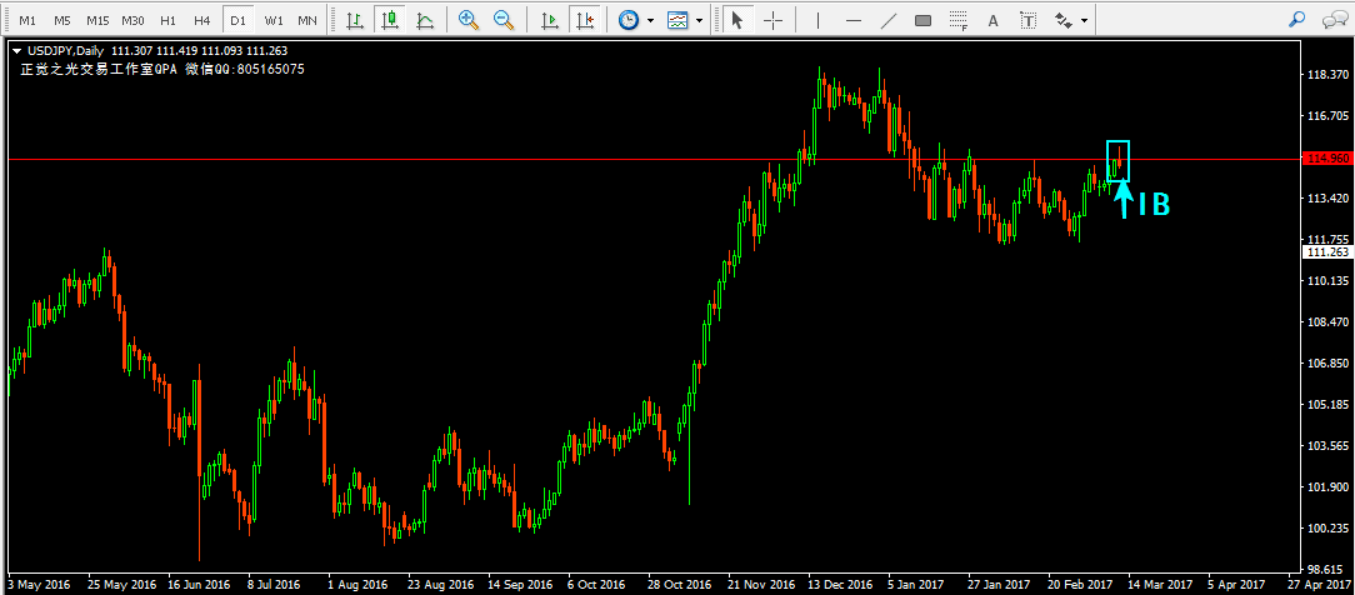 M1 M5 M15 M30 H1 H4 D1 W1 MN
USDJPY,Daily 111.307 111.419 111.093 111.263
正觉之光交易工作室QPA 微信QQ:805165075
118.370
116.705
114.960
113.420
IB
111.755
111.263
110.135
108.470
106.850
105.185
103.565
101.900
100.235
98.615
3 May 2016 25 May 2016 16 Jun 2016 8 Jul 2016 1 Aug 2016 23 Aug 2016 14 Sep 2016 6 Oct 2016 28 Oct 2016 21 Nov 2016 13 Dec 2016 5 Jan 2017 27 Jan 2017 20 Feb 2017 14 Mar 2017 5 Apr 2017 27 Apr 2017